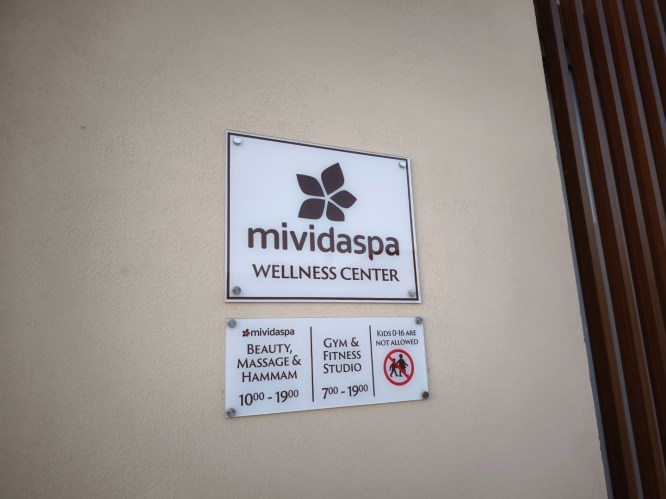 mividaspa
WELLNESS CENTER
mividaspa
BEAUTY,
MASSAGE &
HAMMAM
1000 - 1900
GYM &
FITNESS
STUDIO
700 - 1900
KIDS 0-16 ARE
NOT ALLOWED